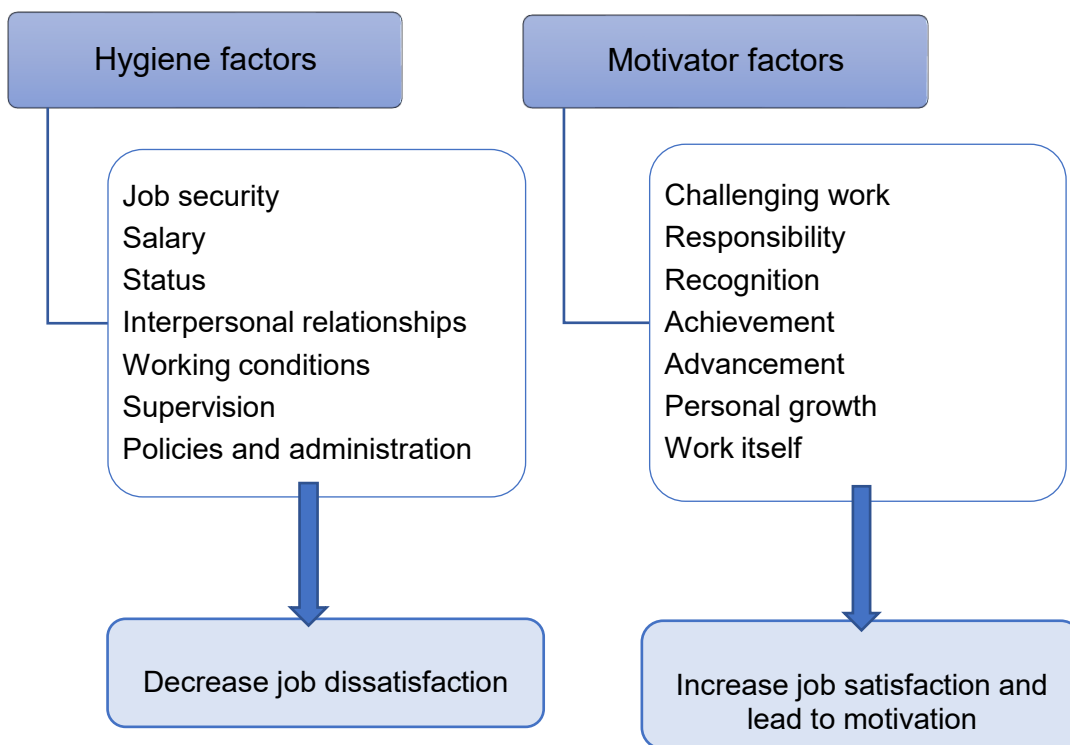 Hygiene factors
Job security
Salary
Status
Interpersonal relationships
Working conditions
Supervision
Policies and administration
Decrease job dissatisfaction
Motivator factors
Challenging work
Responsibility
Recognition
Achievement
Advancement
Personal growth
Work itself
Increase job satisfaction and
lead to motivation